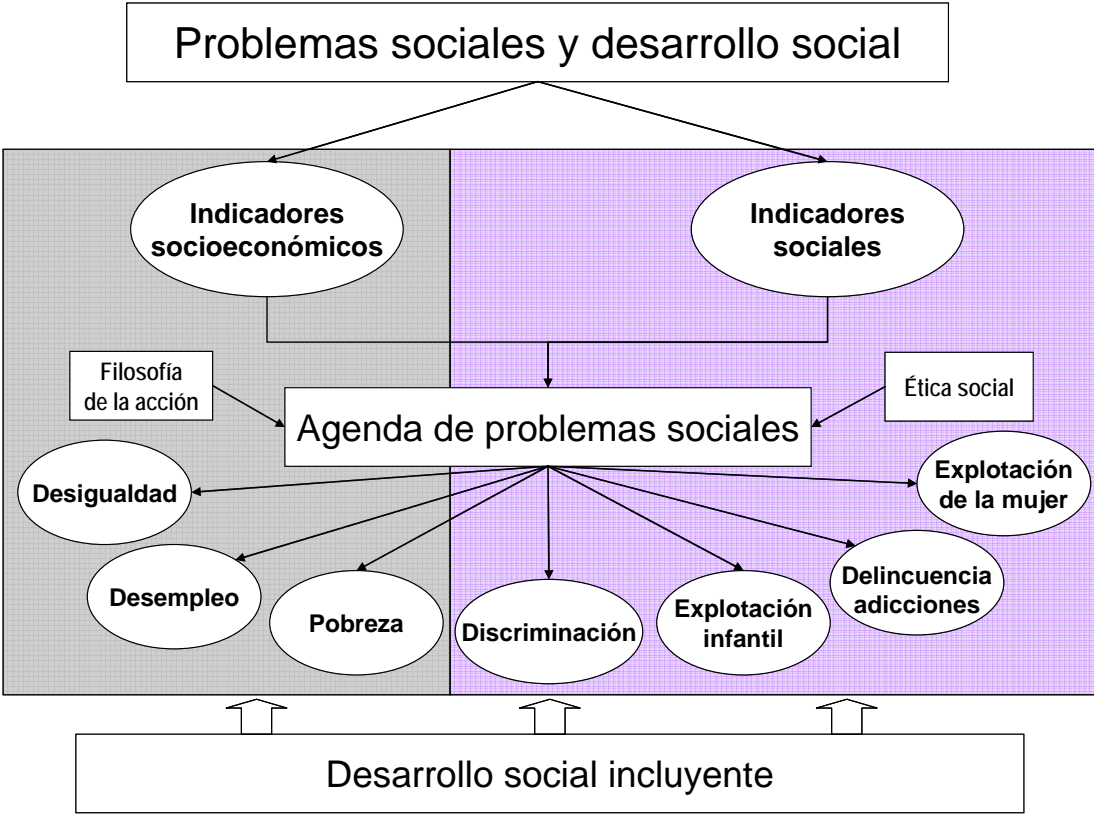 Problemas sociales y desarrollo social
Indicadores
socioeconómicos
Indicadores
sociales
Filosofía
de la acción
Ética social
Agenda de problemas sociales
Desigualdad
Desempleo
Pobreza
Discriminación
Explotación
infantil
Delincuencia
adicciones
Explotación
de la mujer
Desarrollo social incluyente